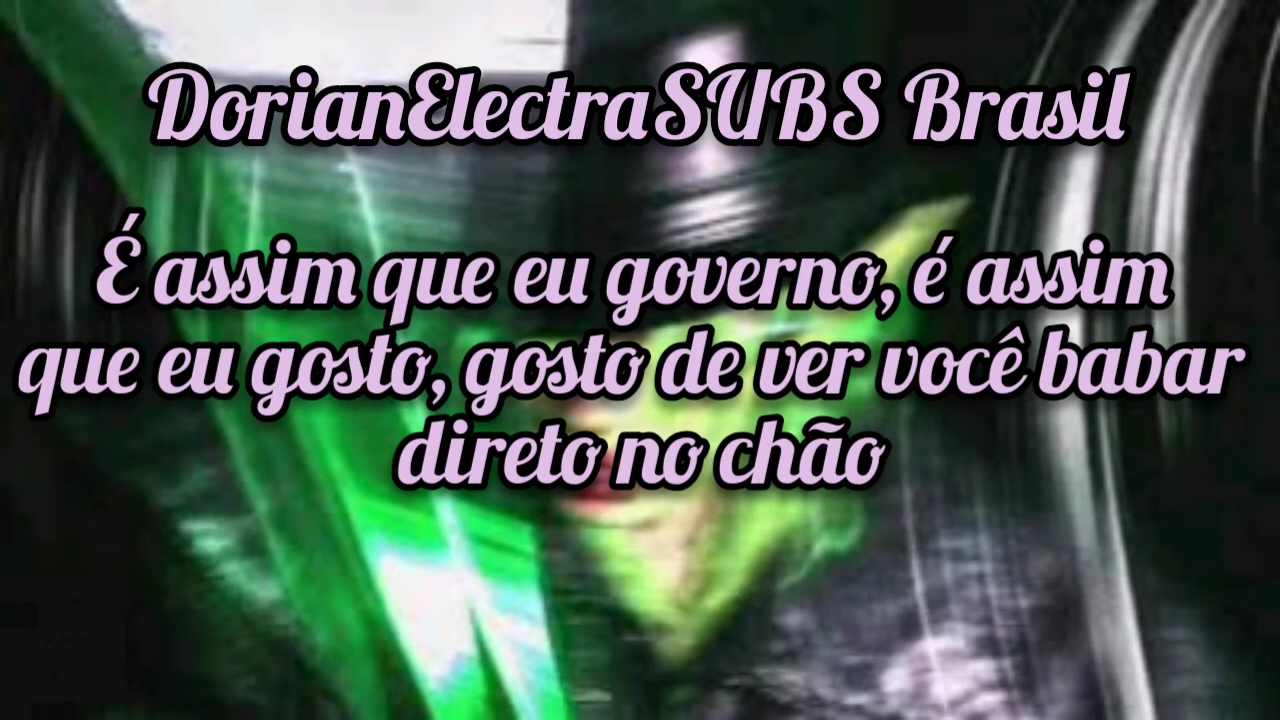 DorianElectraSUBS Brasil
É assim que eu governo, é assim
que eu gosto, gosto de ver você babar
direto no chão